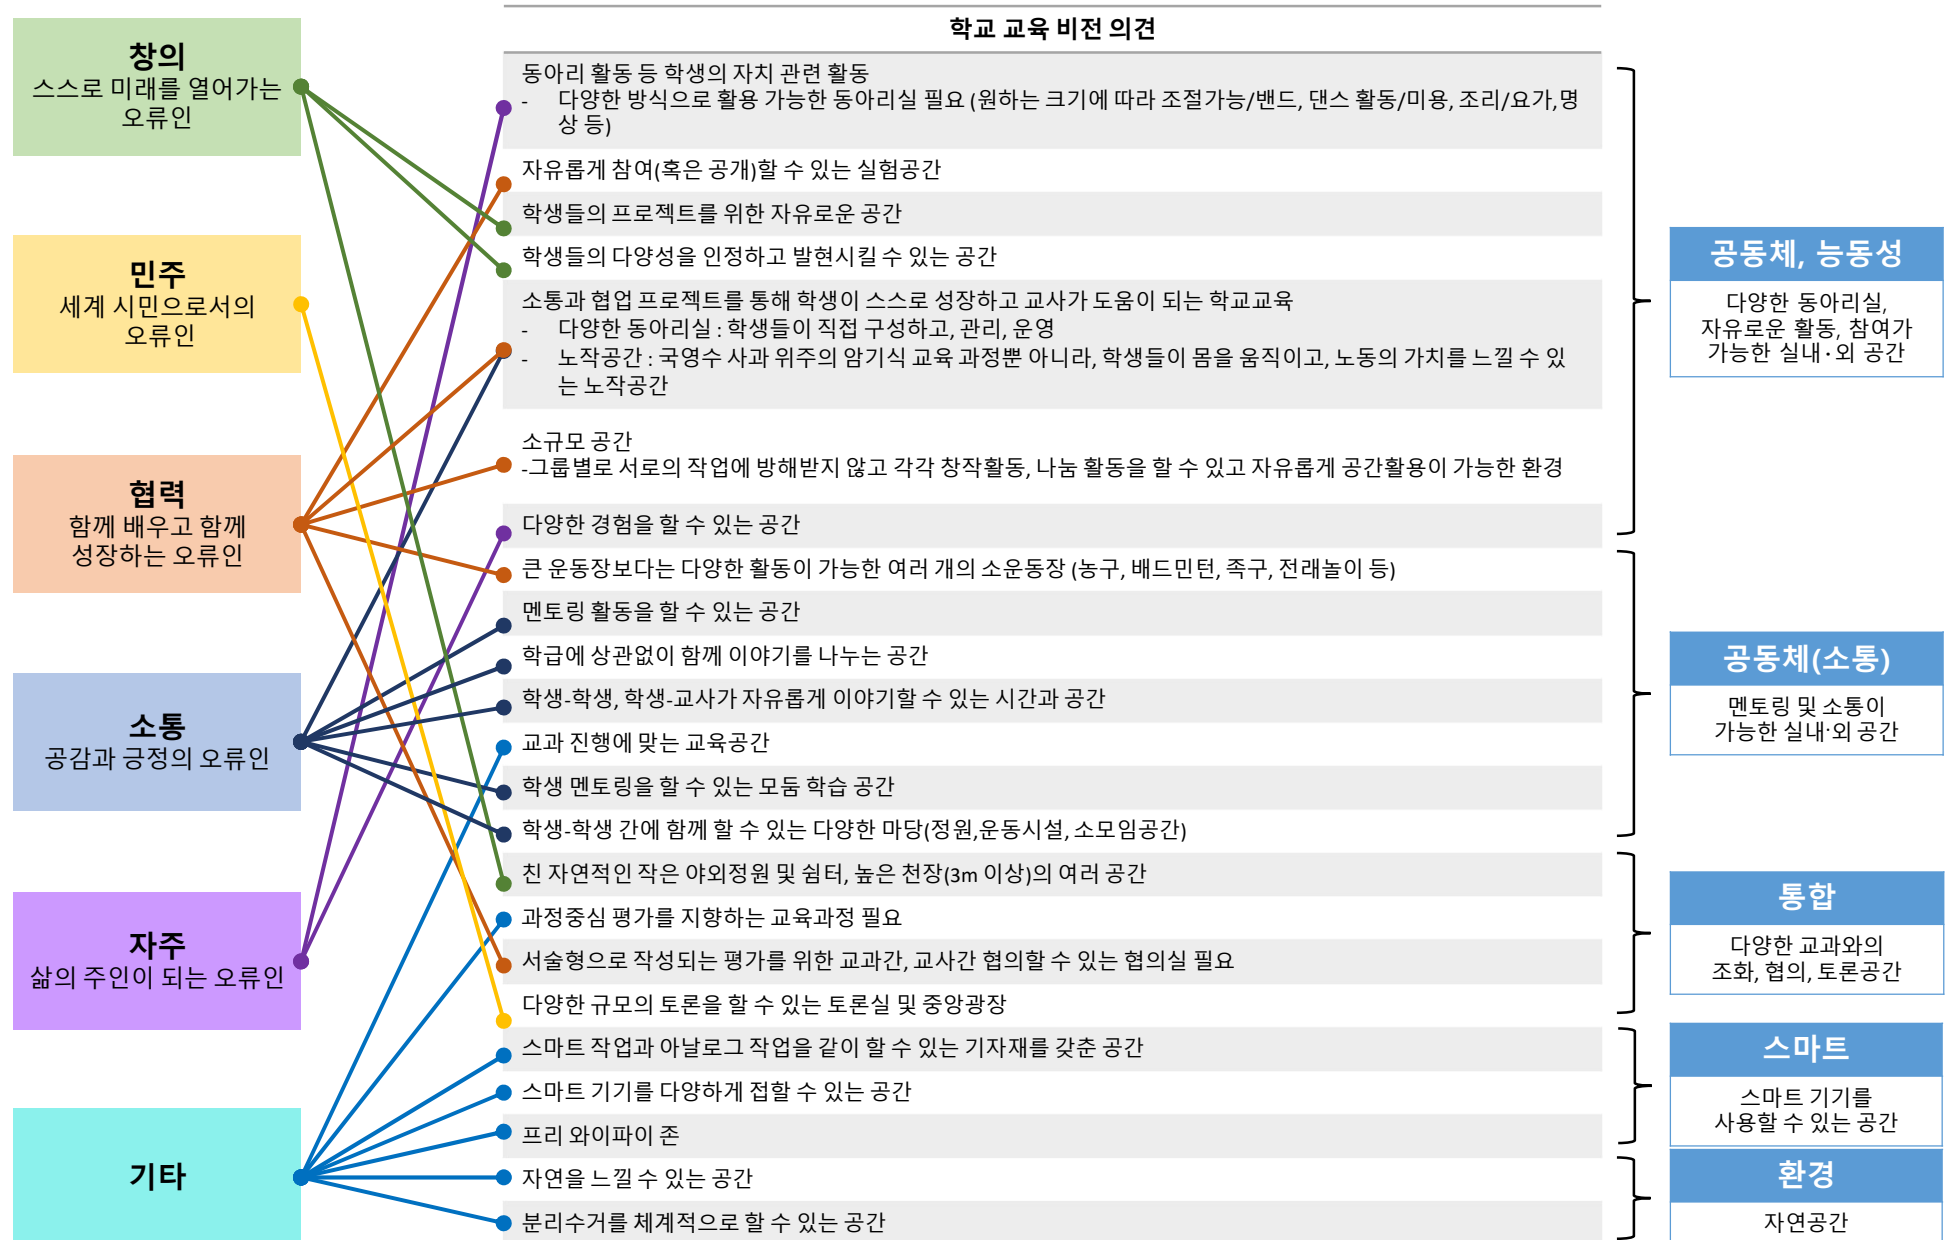 창의
스스로 미래를 열어가는
오류인
민주
세계 시민으로서의
오류인
협력
함께 배우고 함께
성장하는 오류인
소통
공감과 긍정의 오류인
자주
삶의 주인이 되는 오류인
기타
학교 교육 비전 의견
동아리 활동 등 학생의 자치 관련 활동
- 다양한 방식으로 활용 가능한 동아리실 필요 (원하는 크기에 따라 조절가능/밴드, 댄스 활동/미용, 조리/요가,명
상 등)
자유롭게 참여(혹은 공개)할 수 있는 실험공간
학생들의 프로젝트를 위한 자유로운 공간
학생들의 다양성을 인정하고 발현시킬 수 있는 공간
소통과 협업 프로젝트를 통해 학생이 스스로 성장하고 교사가 도움이 되는 학교교육
- 다양한 동아리실 : 학생들이 직접 구성하고, 관리, 운영
- 노작공간 : 국영수 사과 위주의 암기식 교육 과정뿐 아니라, 학생들이 몸을 움직이고, 노동의 가치를 느낄 수 있
는 노작공간
소규모 공간
-그룹별로 서로의 작업에 방해받지 않고 각각 창작활동, 나눔 활동을 할 수 있고 자유롭게 공간활용이 가능한 환경
다양한 경험을 할 수 있는 공간
큰 운동장보다는 다양한 활동이 가능한 여러 개의 소운동장 (농구, 배드민턴, 족구, 전래놀이 등)
멘토링 활동을 할 수 있는 공간
학급에 상관없이 함께 이야기를 나누는 공간
학생-학생, 학생-교사가 자유롭게 이야기할 수 있는 시간과 공간
교과 진행에 맞는 교육공간
학생 멘토링을 할 수 있는 모둠 학습 공간
학생-학생 간에 함께 할 수 있는 다양한 마당(정원,운동시설, 소모임공간)
친 자연적인 작은 야외정원 및 쉼터, 높은 천장(3m 이상)의 여러 공간
과정중심 평가를 지향하는 교육과정 필요
서술형으로 작성되는 평가를 위한 교과간, 교사간 협의할 수 있는 협의실 필요
다양한 규모의 토론을 할 수 있는 토론실 및 중앙광장
스마트 작업과 아날로그 작업을 같이 할 수 있는 기자재를 갖춘 공간
스마트 기기를 다양하게 접할 수 있는 공간
프리 와이파이 존
자연을 느낄 수 있는 공간
분리수거를 체계적으로 할 수 있는 공간
공동체, 능동성
다양한 동아리실,
자유로운 활동, 참여가
가능한 실내·외 공간
공동체(소통)
멘토링 및 소통이
가능한 실내·외 공간
통합
다양한 교과와의
조화, 협의, 토론공간
스마트
스마트 기기를
사용할 수 있는 공간
환경
자연공간